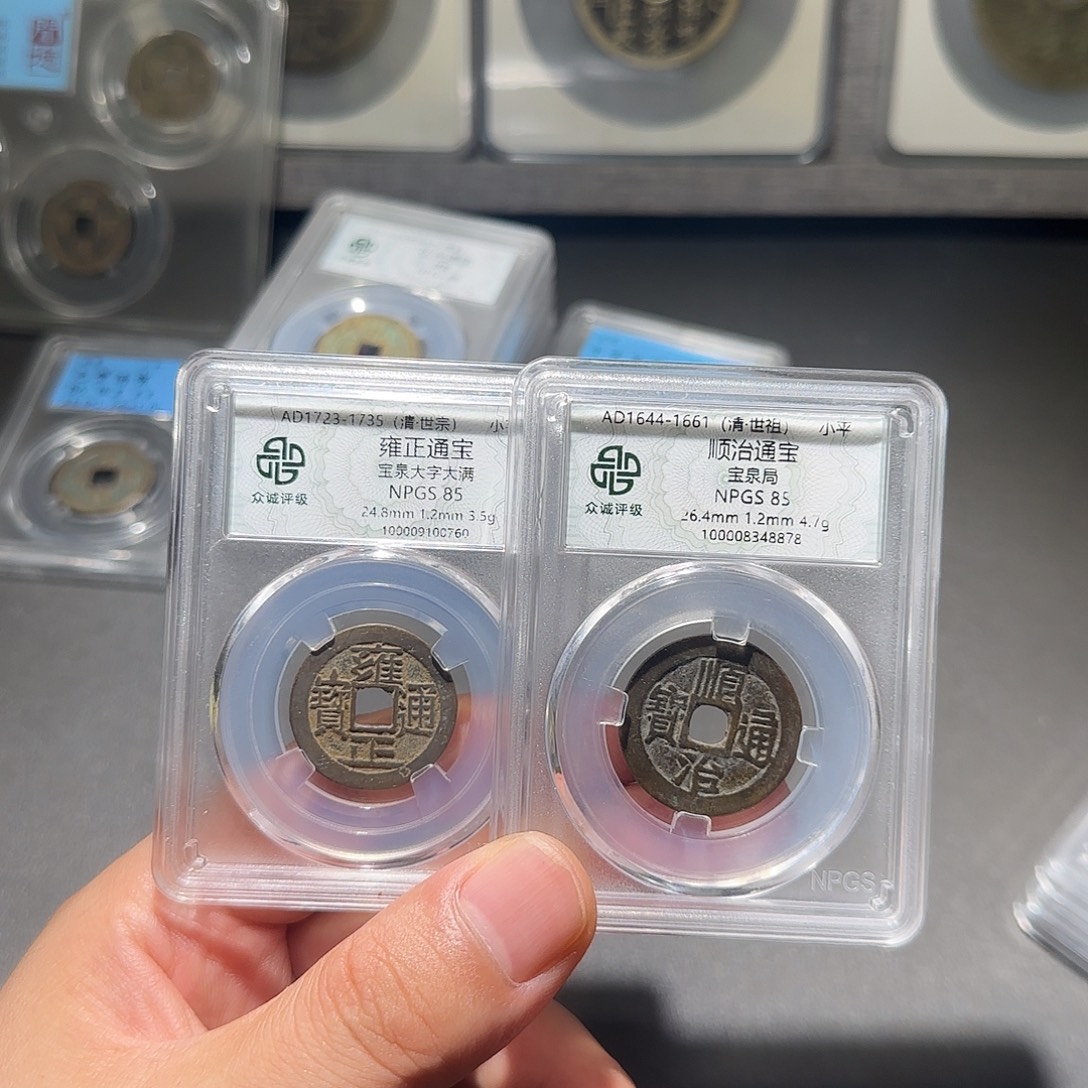 AD1723-1735 (清·世宗) 小
雍正通宝
宝泉大字大满
NPGS 85
24.8mm 1.2mm 3.5g
100009100760
众诚评级
雍正通寶
AD1644-1661 (清·世祖) 小平
顺治通宝
宝泉局
NPGS 85
26.4mm 1.2mm 4.7g
100008348878
众诚评级
順治通寶
NPGS